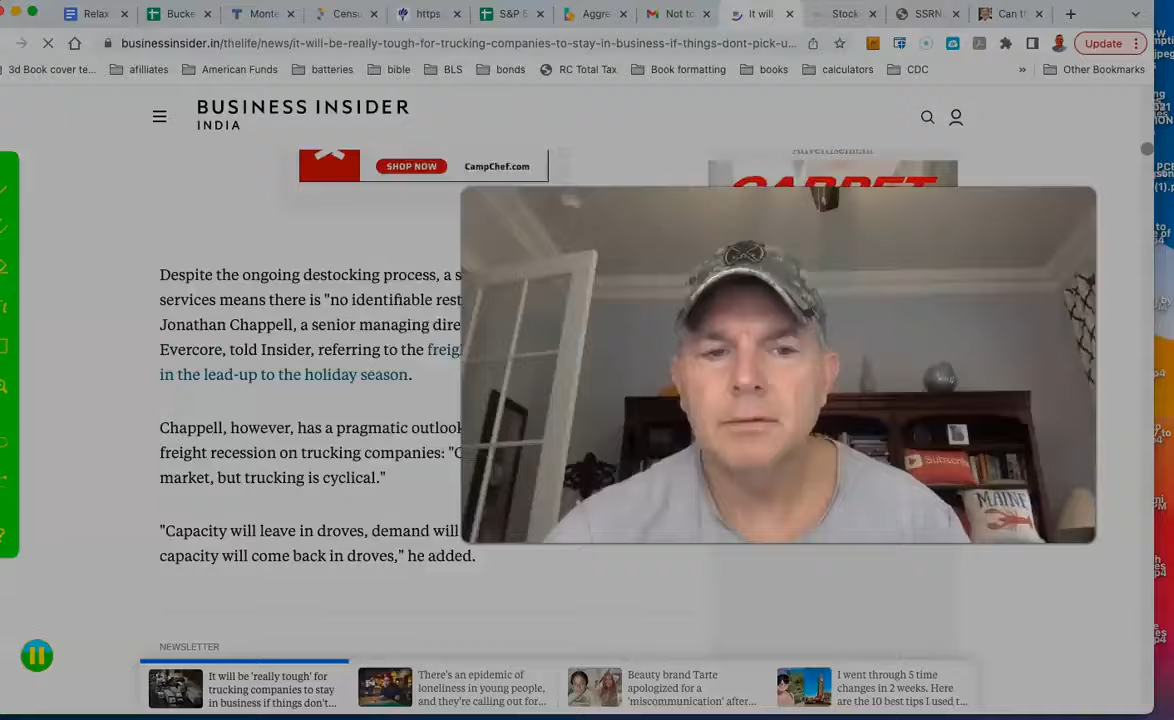 Relax
Bucke
Monte
Censu
https
S&P E
Aggre
Not to
It will
Stock
SSRN
Can th
businessinsider.in/thelife/news/it-will-be-really-tough-for-trucking-companies-to-stay-in-business-if-things-dont-pick-u...
Update
3d Book cover te...
afilliates
American Funds
batteries
bible
BLS
bonds
RC Total Tax
Book formatting
books
calculators
CDC
»
Other Bookmarks
BUSINESS INSIDER
INDIA
SHOP NOW
CampChef.com
Advertisement
CARPET
Despite the ongoing destocking process, a s
services means there is "no identifiable rest
Jonathan Chappell, a senior managing dire
Evercore, told Insider, referring to the freigh
in the lead-up to the holiday season.
Chappell, however, has a pragmatic outlook
freight recession on trucking companies: "C
market, but trucking is cyclical."
"Capacity will leave in droves, demand will
capacity will come back in droves," he added.
Subscribe
MAINE
NEWSLETTER
It will be 'really tough' for
trucking companies to stay
in business if things don't...
There's an epidemic of
loneliness in young people,
and they're calling out for...
Beauty brand Tarte
apologized for a
'miscommunication' after...
I went through 5 time
changes in 2 weeks. Here
are the 10 best tips I used t...